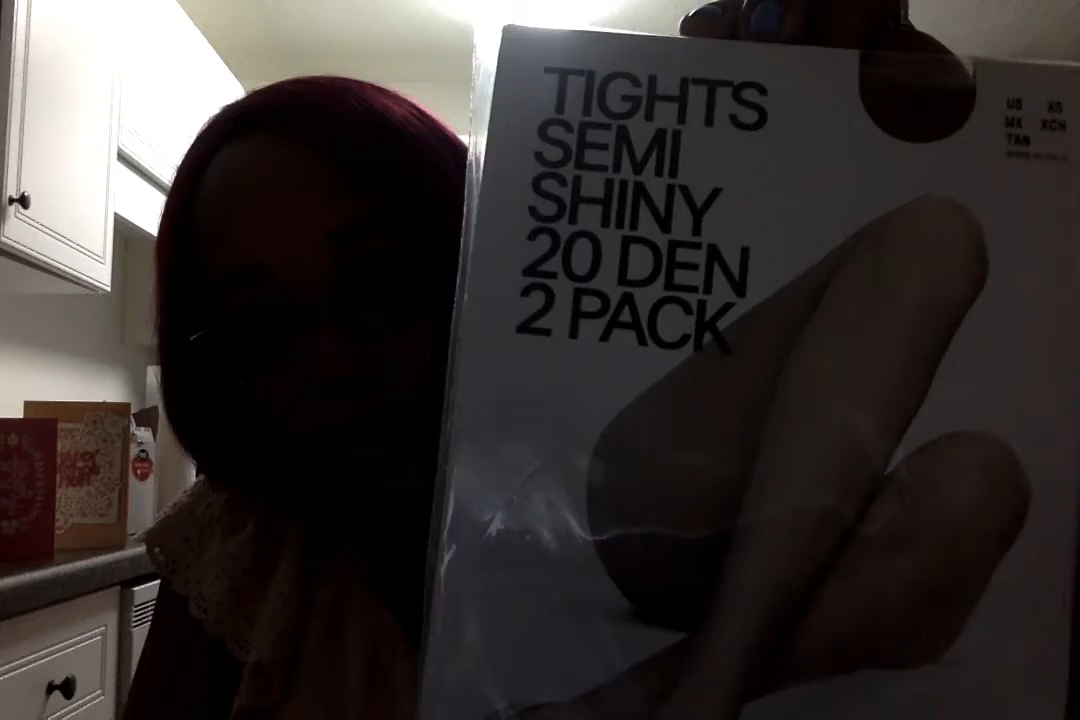 TIGHTS
SEMI
SHINY
20 DEN
2 PACK
US XS
MX XCH
TAN